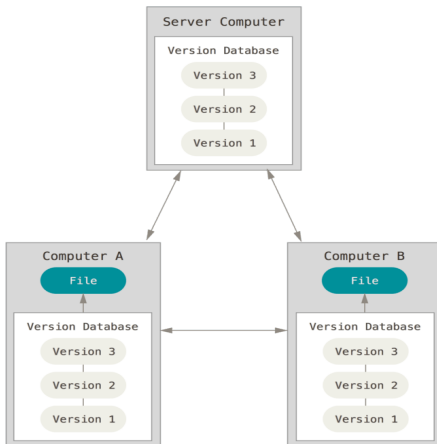 Server Computer
Version Database
Version 3
Version 2
Version 1
Computer A
File
Version Database
Version 3
Version 2
Version 1
Computer B
File
Version Database
Version 3
Version 2
Version 1